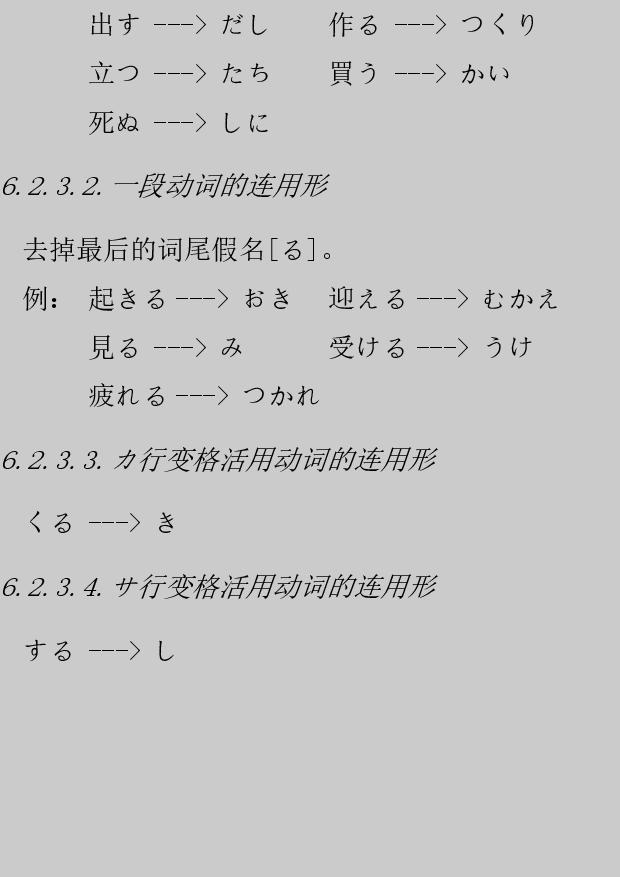 出す ---> だし 作る ---> つくり
立つ ---> たち 買う ---> かい
死ぬ ---> しに
6.2.3.2. 一段动词的连用形
去掉最后的词尾假名[る]。
例： 起きる ---> おき 迎える ---> むかえ
見る ---> み 受ける ---> うけ
疲れる ---> つかれ
6.2.3.3. カ行变格活用动词的连用形
くる ---> き
6.2.3.4. サ行变格活用动词的连用形
する ---> し